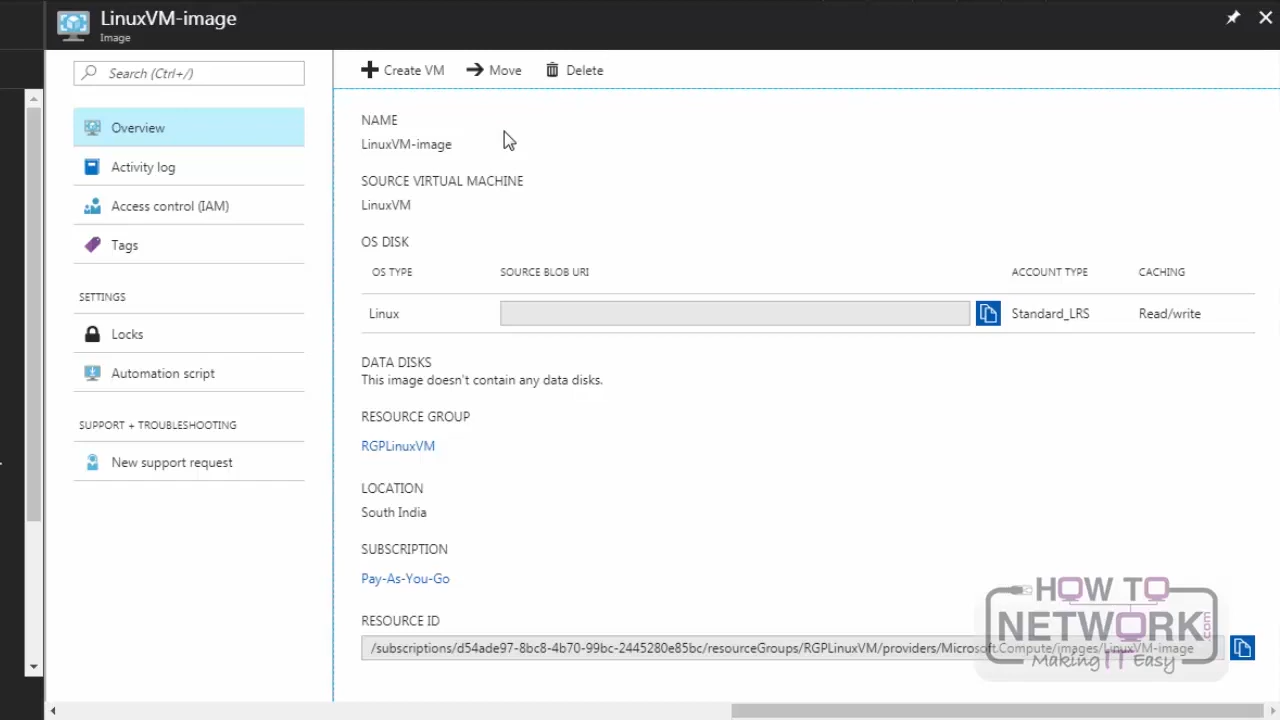 LinuxVM-image
Image
Search (Ctrl+/)
Overview
Activity log
Access control (IAM)
Tags
SETTINGS
Locks
Automation script
SUPPORT + TROUBLESHOOTING
New support request
Create VM Move Delete
NAME
LinuxVM-image
SOURCE VIRTUAL MACHINE
LinuxVM
OS DISK
OS TYPE SOURCE BLOB URI ACCOUNT TYPE CACHING
Linux Standard_LRS Read/write
DATA DISKS
This image doesn't contain any data disks.
RESOURCE GROUP
RGPLinuxVM
LOCATION
South India
SUBSCRIPTION
Pay-As-You-Go
RESOURCE ID
/subscriptions/d54ade97-8bc8-4b70-99bc-2445280e85bc/resourceGroups/RGPLinuxVM/providers/Microsoft.Compute/images/LinuxVM-image
HOW TO
NETWORK.com
Making IT Easy